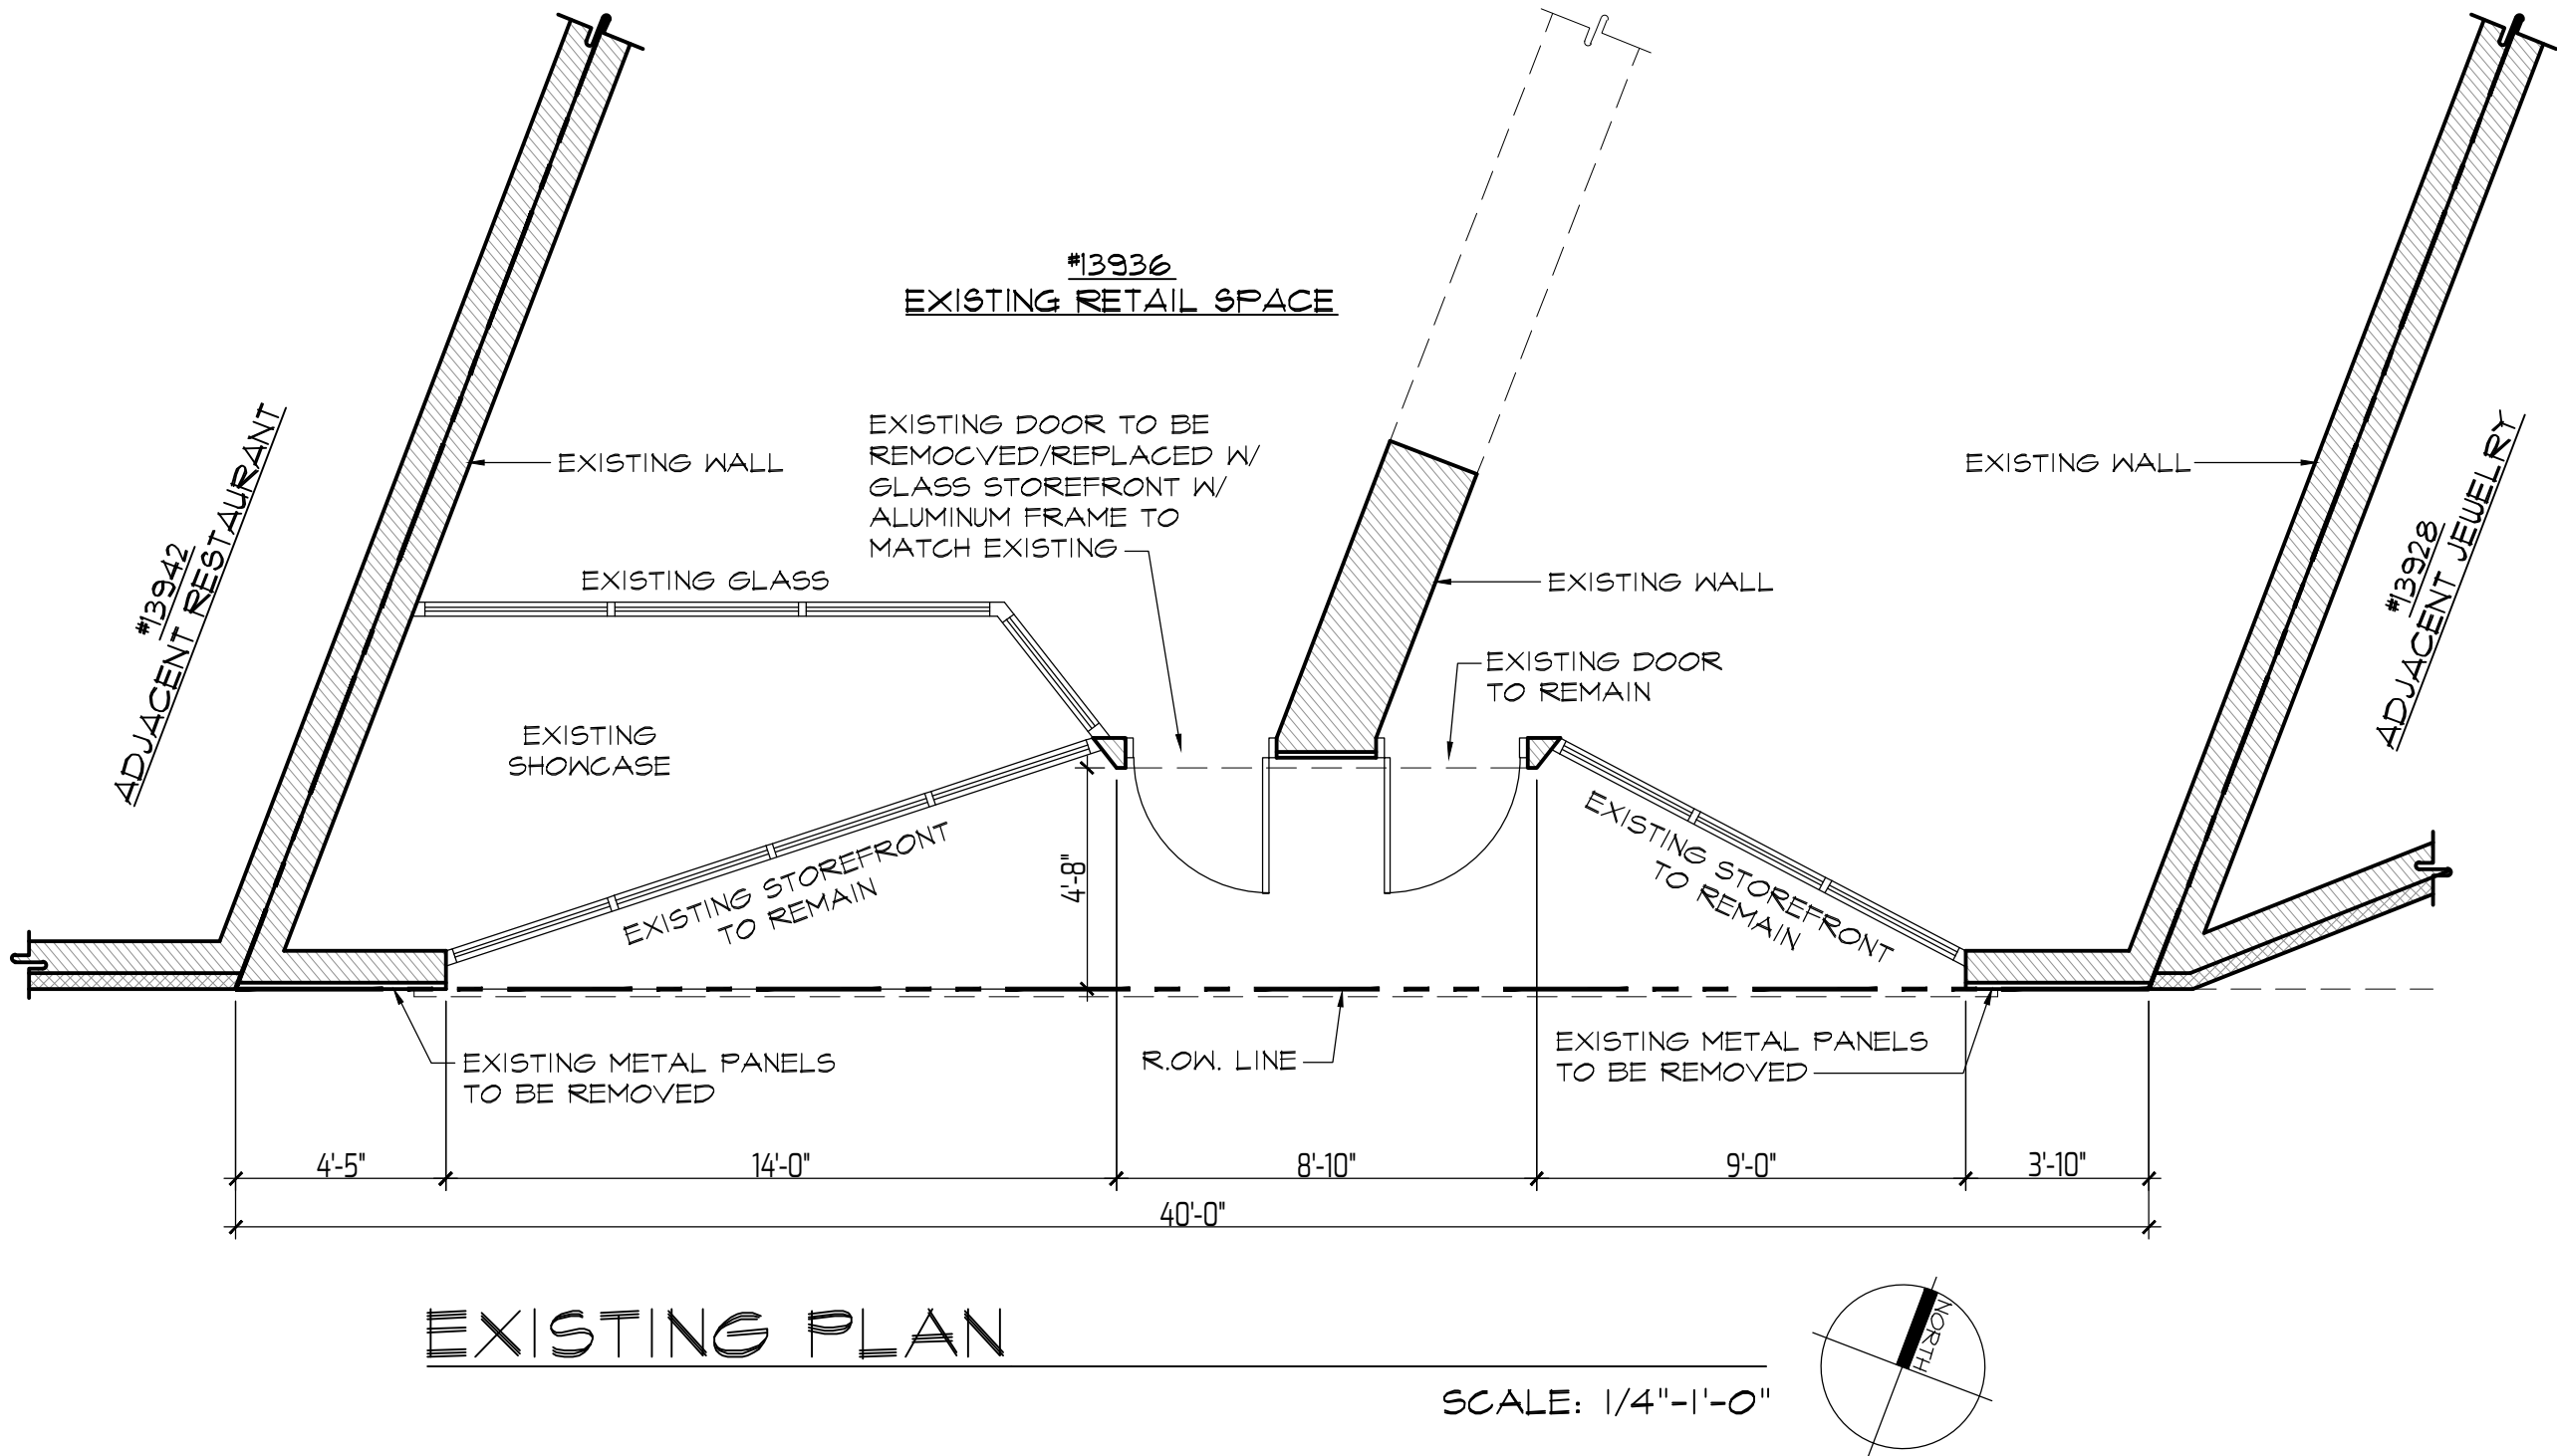 #13936
EXISTING RETAIL SPACE
#13942
ADJACENT RESTAURANT
EXISTING WALL
EXISTING DOOR TO BE
REMOCVED/REPLACED W/
GLASS STOREFRONT W/
ALUMINUM FRAME TO
MATCH EXISTING
EXISTING WALL
#13928
ADJACENT JEWELRY
EXISTING GLASS
EXISTING WALL
EXISTING DOOR
TO REMAIN
EXISTING
SHOWCASE
EXISTING STOREFRONT
TO REMAIN
4'-8"
EXISTING STOREFRONT
TO REMAIN
EXISTING METAL PANELS
TO BE REMOVED
R.O.W. LINE
EXISTING METAL PANELS
TO BE REMOVED
4'-5"
14'-0"
8'-10"
9'-0"
3'-10"
40'-0"
EXISTING PLAN
NORTH
SCALE: 1/4"-1'-0"